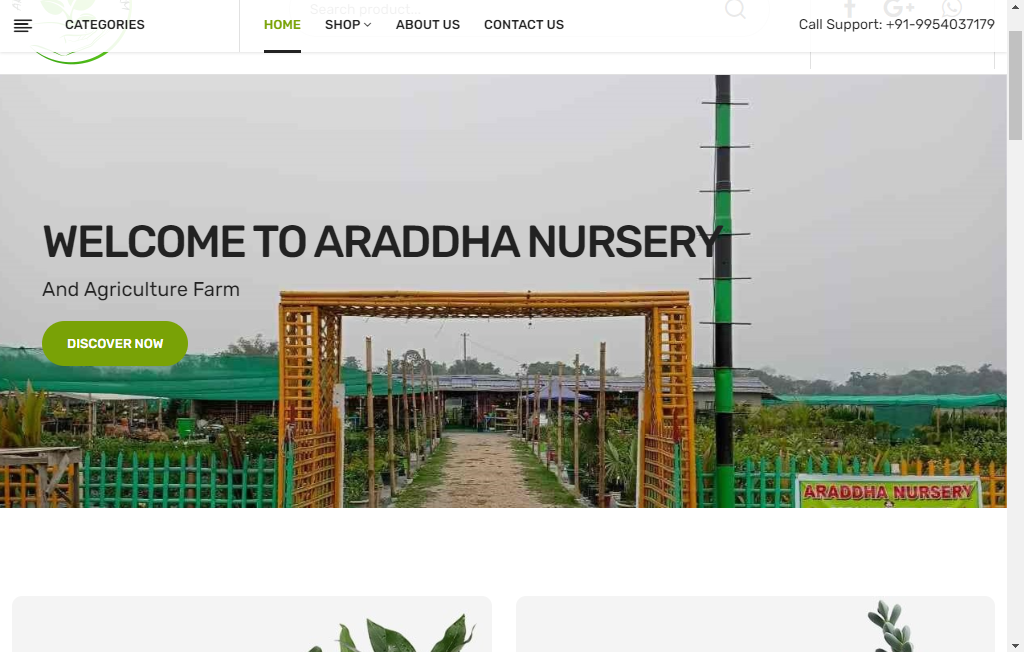 CATEGORIES
HOME
SHOP
ABOUT US
CONTACT US
Call Support: +91-9954037179
Search product...
WELCOME TO ARADDHA NURSERY
And Agriculture Farm
DISCOVER NOW
ARADDHA NURSERY